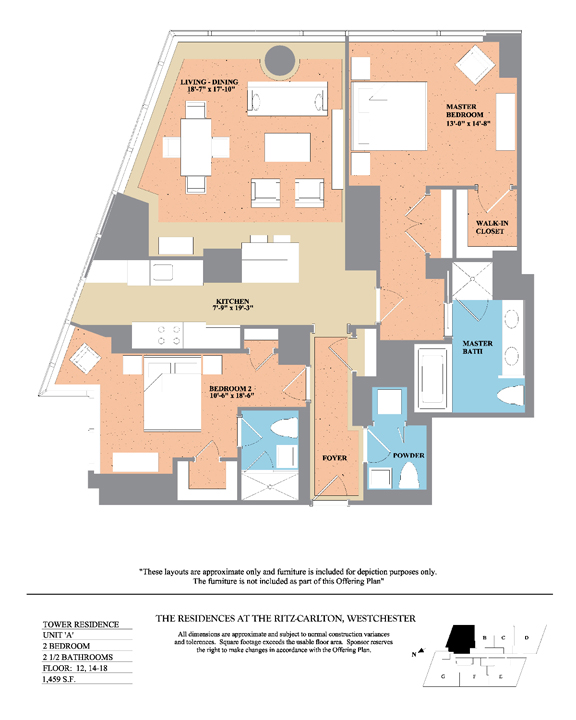 LIVING - DINING
18'-7" x 17'-10"
MASTER
BEDROOM
13'-0" x 14'-8"
WALK-IN
CLOSET
KITCHEN
7'-9" x 19'-3"
MASTER
BATH
BEDROOM 2
10'-6" x 18'-6"
FOYER
POWDER
"These layouts are approximate only and furniture is included for depiction purposes only.
The furniture is not included as part of this Offering Plan"
TOWER RESIDENCE
UNIT 'A'
2 BEDROOM
2 1/2 BATHROOMS
FLOOR: 12, 14-18
1,459 S.F.
THE RESIDENCES AT THE RITZ-CARLTON, WESTCHESTER
All dimensions are approximate and subject to normal construction variances
and tolerences. Square footage exceeds the usable floor area. Sponsor reserves
the right to make changes in accordance with the Offering Plan.
B C D
N
G F E